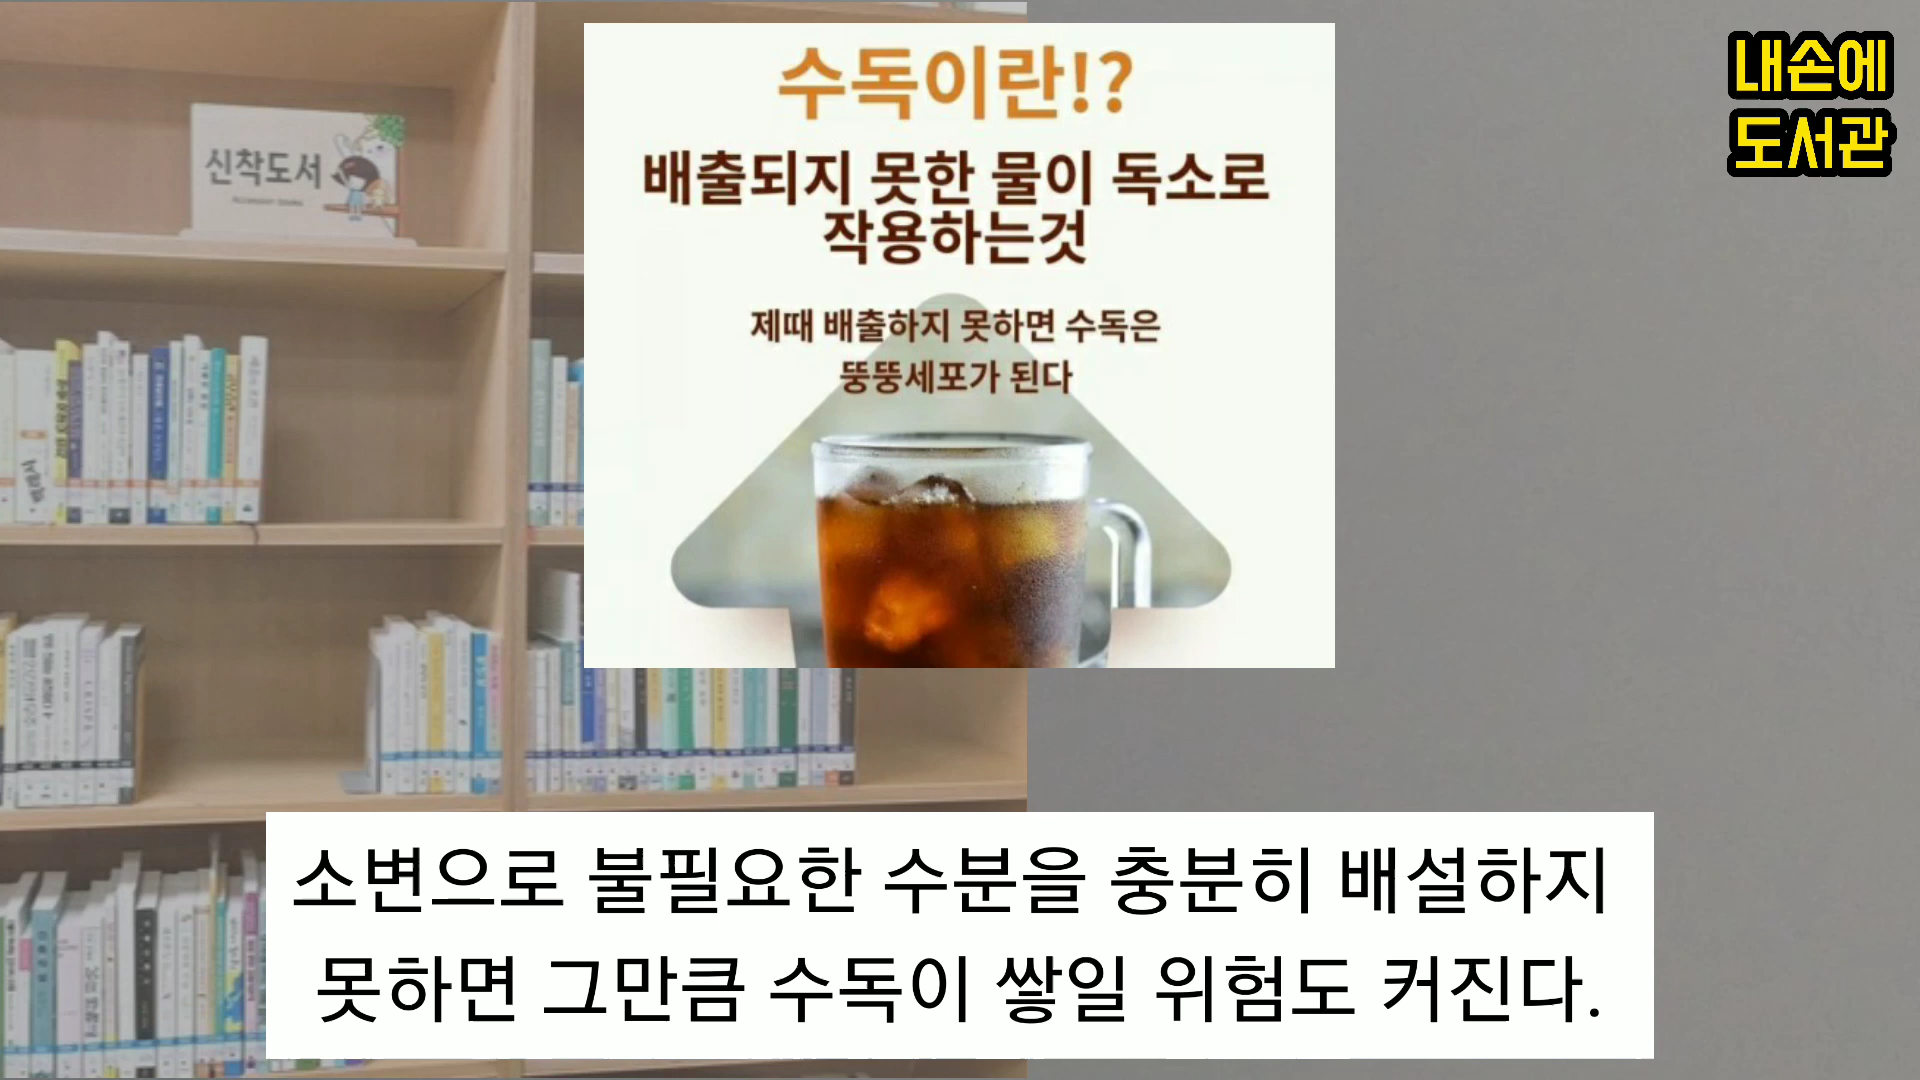 내손에
도서관
신착도서
수독이란!?
배출되지 못한 물이 독소로
작용하는것
제때 배출하지 못하면 수독은
뚱뚱세포가 된다
소변으로 불필요한 수분을 충분히 배설하지
못하면 그만큼 수독이 쌓일 위험도 커진다.